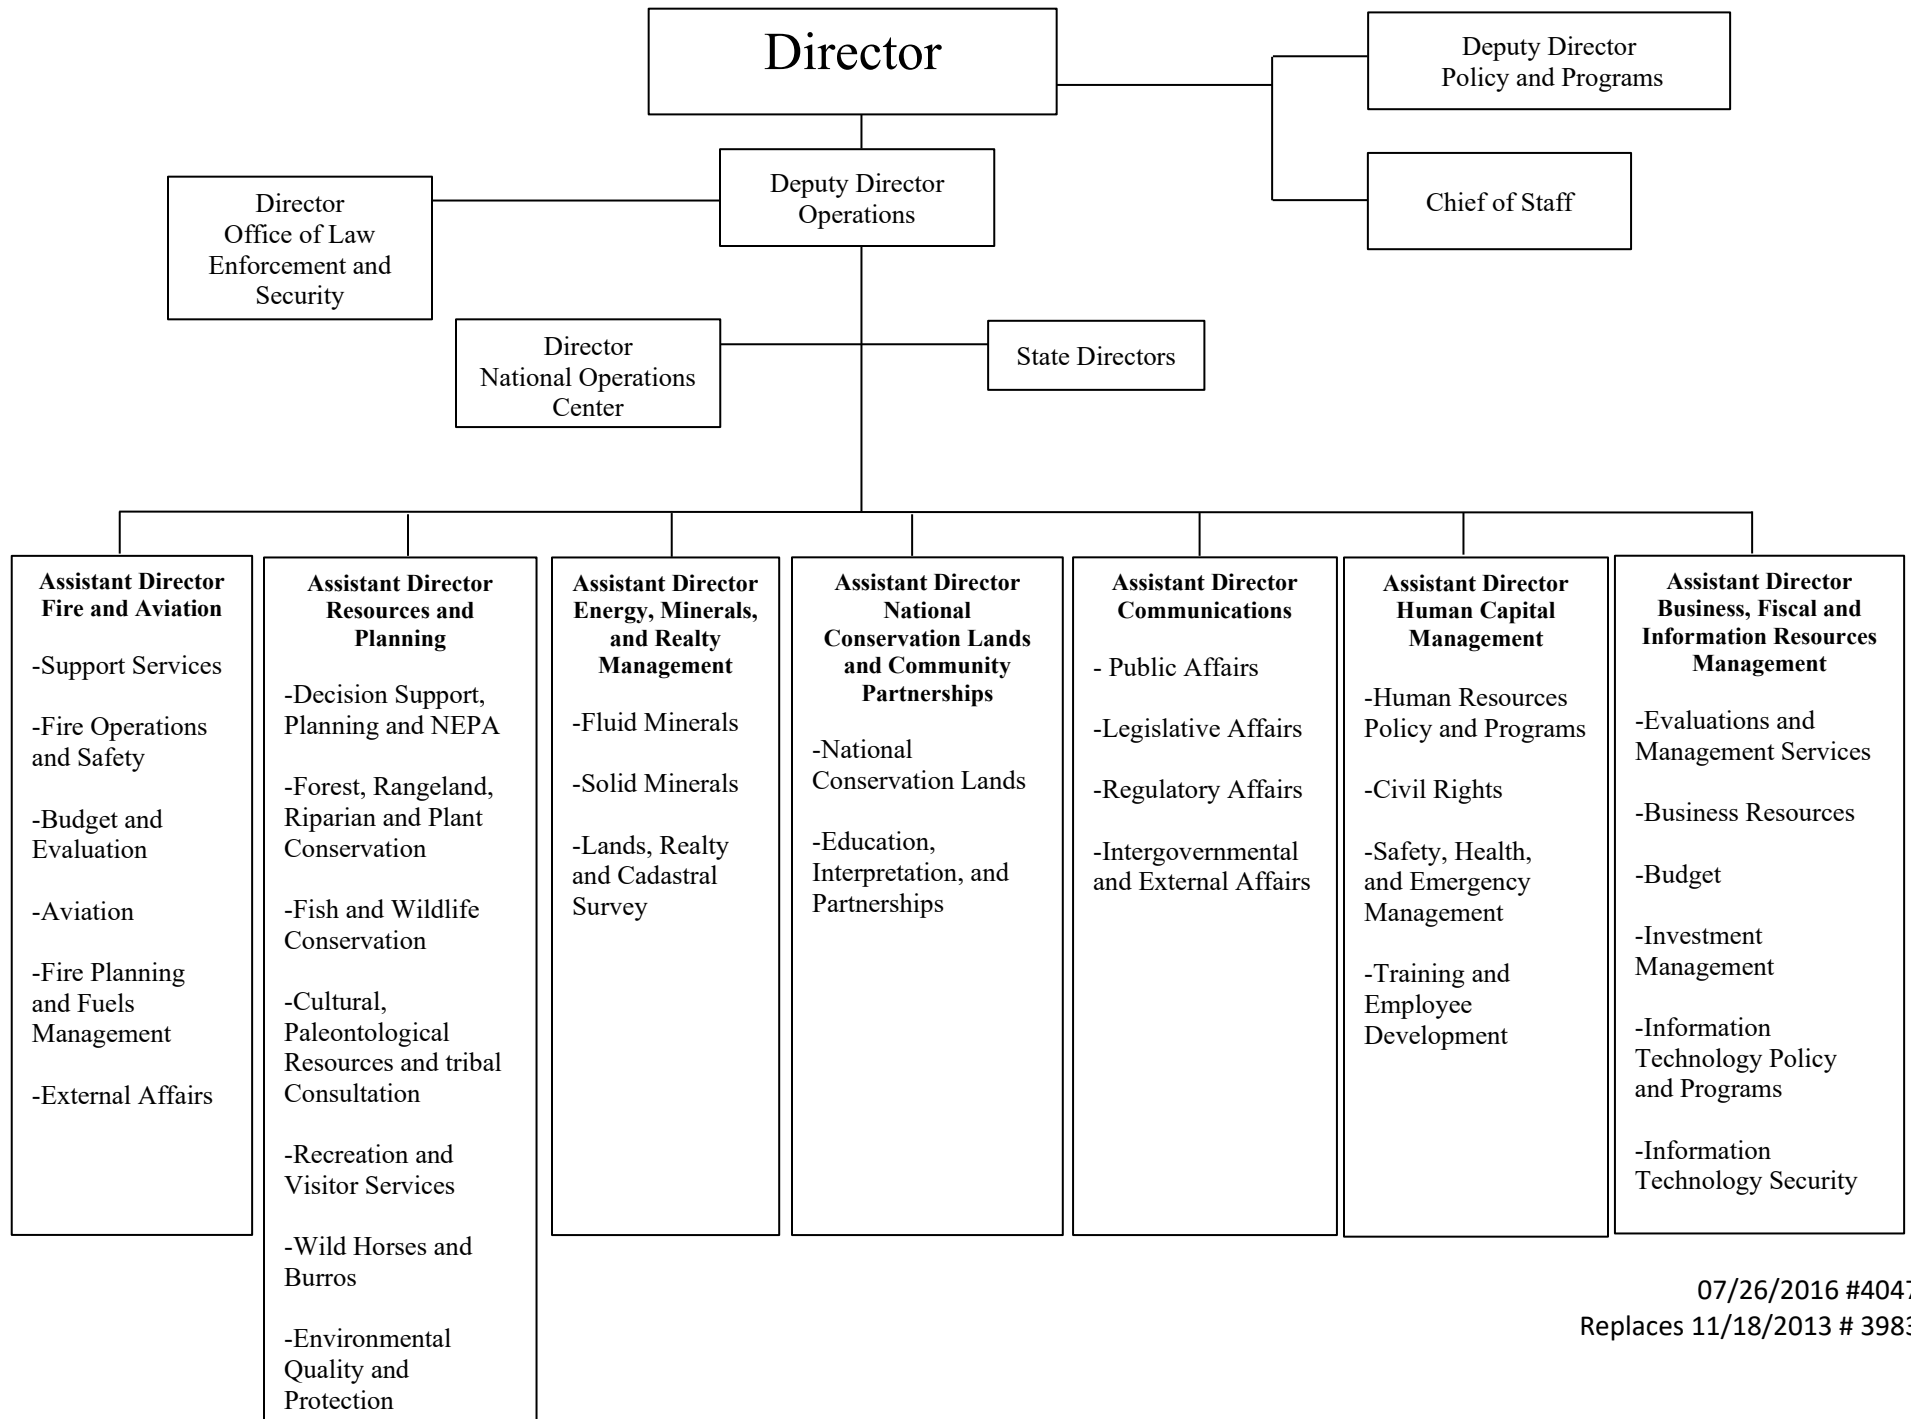 Director
Deputy Director
Policy and Programs
Deputy Director
Operations
Chief of Staff
Director
Office of Law
Enforcement and
Security
Director
National Operations
Center
State Directors
Assistant Director
Fire and Aviation
-Support Services
-Fire Operations
and Safety
-Budget and
Evaluation
-Aviation
-Fire Planning
and Fuels
Management
-External Affairs
Assistant Director
Resources and
Planning
-Decision Support,
Planning and NEPA
-Forest, Rangeland,
Riparian and Plant
Conservation
-Fish and Wildlife
Conservation
-Cultural,
Paleontological
Resources and tribal
Consultation
-Recreation and
Visitor Services
-Wild Horses and
Burros
-Environmental
Quality and
Protection
Assistant Director
Energy, Minerals,
and Realty
Management
-Fluid Minerals
-Solid Minerals
-Lands, Realty
and Cadastral
Survey
Assistant Director
National
Conservation Lands
and Community
Partnerships
-National
Conservation Lands
-Education,
Interpretation, and
Partnerships
Assistant Director
Communications
- Public Affairs
-Legislative Affairs
-Regulatory Affairs
-Intergovernmental
and External Affairs
Assistant Director
Human Capital
Management
-Human Resources
Policy and Programs
-Civil Rights
-Safety, Health,
and Emergency
Management
-Training and
Employee
Development
Assistant Director
Business, Fiscal and
Information Resources
Management
-Evaluations and
Management Services
-Business Resources
-Budget
-Investment
Management
-Information
Technology Policy
and Programs
-Information
Technology Security
07/26/2016 #4047
Replaces 11/18/2013 # 3983